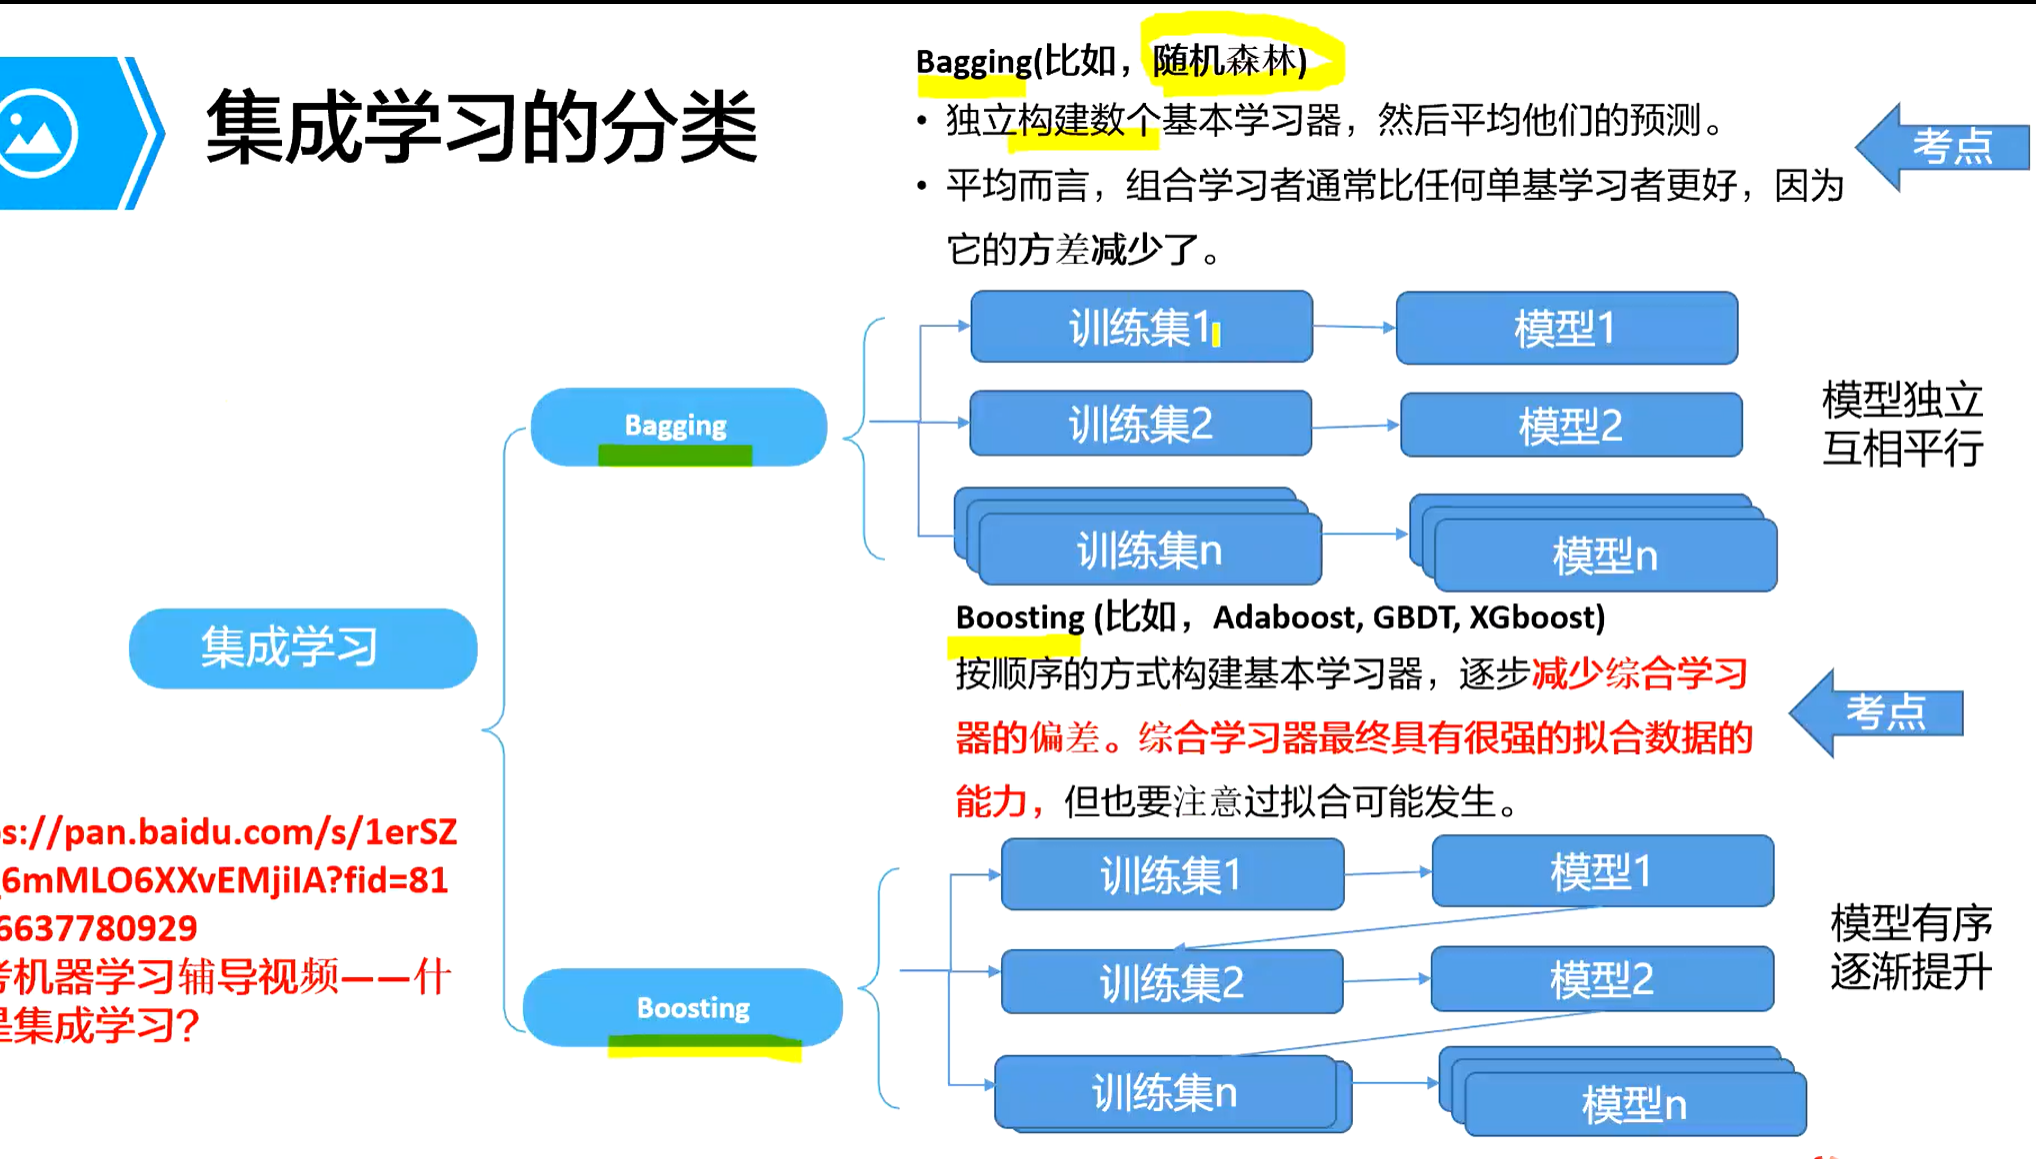 集成学习的分类
Bagging(比如，随机森林)
• 独立构建数个基本学习器，然后平均他们的预测。
• 平均而言，组合学习者通常比任何单基学习者更好，因为
它的方差减少了。
考点
训练集1
模型1
训练集2
模型2
训练集n
模型n
模型独立
互相平行
Bagging
集成学习
Boosting (比如，Adaboost, GBDT, XGboost)
按顺序的方式构建基本学习器，逐步减少综合学习
器的偏差。综合学习器最终具有很强的拟合数据的
能力，但也要注意过拟合可能发生。
考点
s://pan.baidu.com/s/1erSZ
6mMLO6XXvEMjiIA?fid=81
6637780929
机器学习辅导视频——什
是集成学习?
Boosting
训练集1
模型1
训练集2
模型2
训练集n
模型n
模型有序
逐渐提升